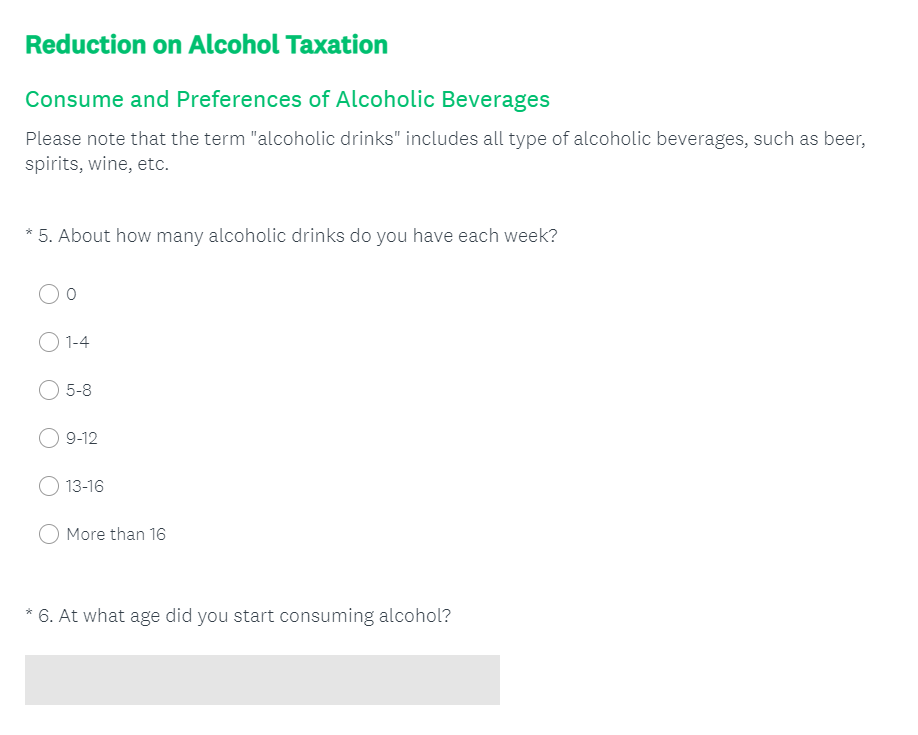 Reduction on Alcohol Taxation
Consume and Preferences of Alcoholic Beverages
Please note that the term "alcoholic drinks" includes all type of alcoholic beverages, such as beer,
spirits, wine, etc.
* 5. About how many alcoholic drinks do you have each week?
0
1-4
5-8
9-12
13-16
More than 16
* 6. At what age did you start consuming alcohol?